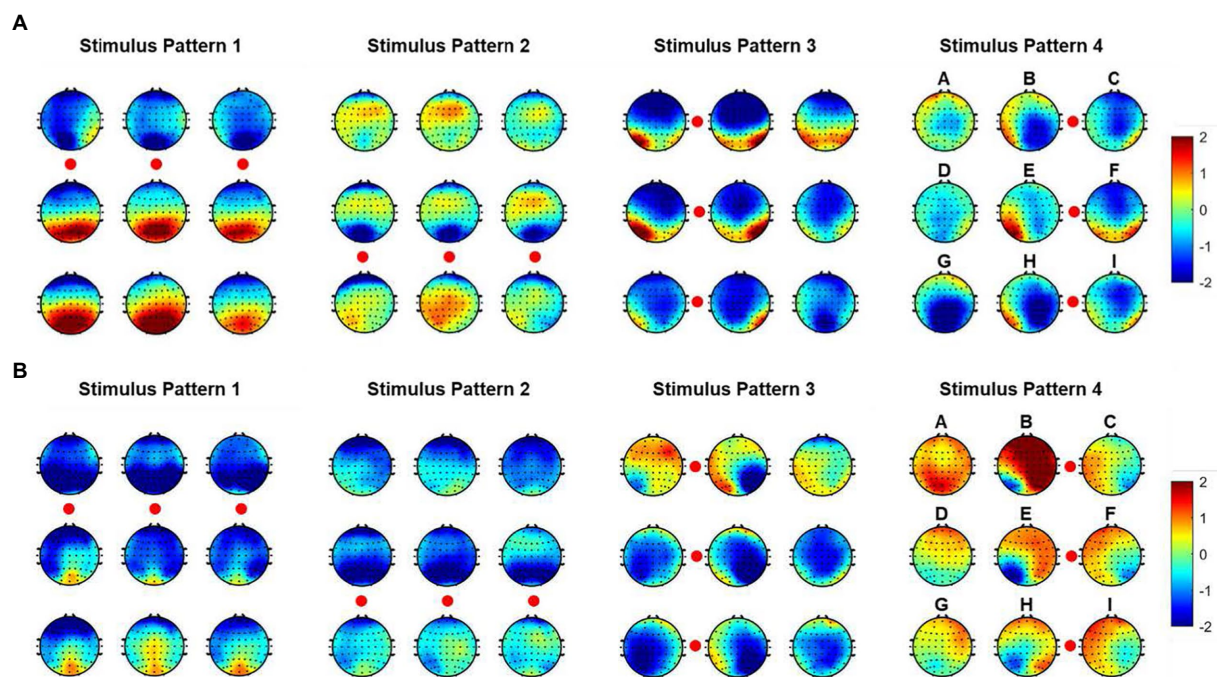 A
Stimulus Pattern 1 Stimulus Pattern 2 Stimulus Pattern 3 Stimulus Pattern 4
A B C
D E F
G H I
2
1
0
-1
-2
B
Stimulus Pattern 1 Stimulus Pattern 2 Stimulus Pattern 3 Stimulus Pattern 4
A B C
D E F
G H I
2
1
0
-1
-2